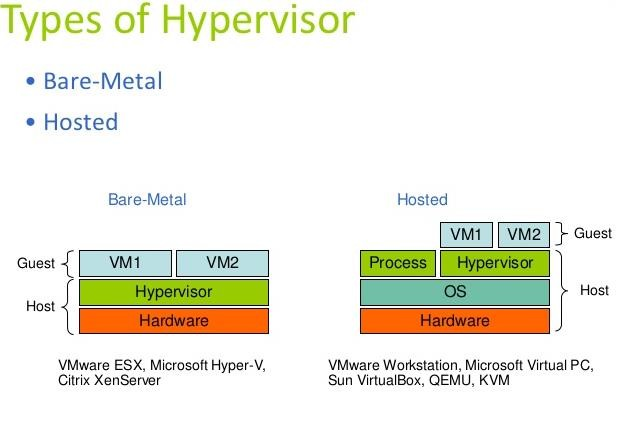 Types of Hypervisor
• Bare-Metal
• Hosted
Bare-Metal
Guest
VM1 VM2
Host
Hypervisor
Hardware
VMware ESX, Microsoft Hyper-V,
Citrix XenServer
Hosted
VM1 VM2
Guest
Process Hypervisor
OS
Host
Hardware
VMware Workstation, Microsoft Virtual PC,
Sun VirtualBox, QEMU, KVM